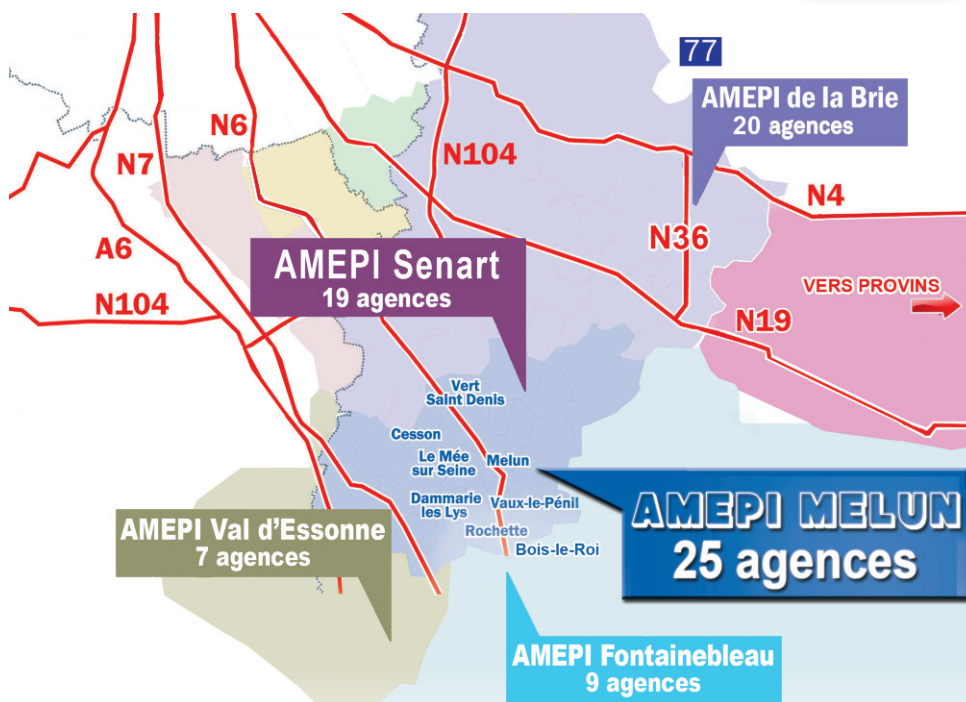 77
AMEPI de la Brie
20 agences
N6
N7
N104
N4
A6
N36
AMEPI Senart
19 agences
VERS PROVINS
N104
N19
Vert
Saint Denis
Cesson
Le Mée
sur Seine
Melun
Dammarie
les Lys
Vaux-le-Pénil
Rochette
Bois-le-Roi
AMEPI MELUN
25 agences
AMEPI Val d'Essonne
7 agences
AMEPI Fontainebleau
9 agences